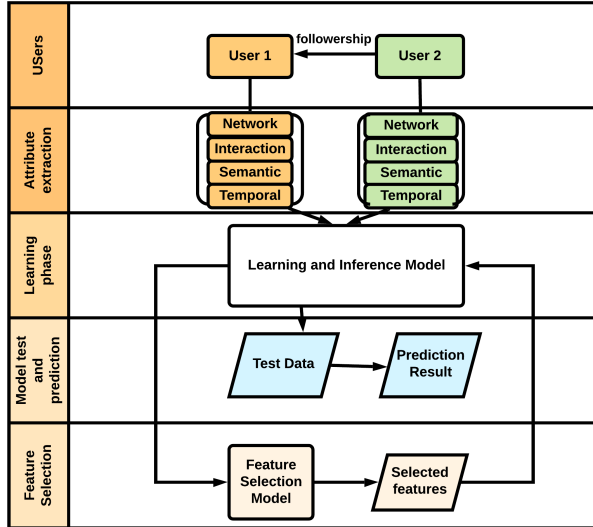 USers
followership
User 1
User 2
Attribute
extraction
Network
Interaction
Semantic
Temporal
Network
Interaction
Semantic
Temporal
Learning
phase
Learning and Inference Model
Model test
and
prediction
Test Data
Prediction
Result
Feature
Selection
Feature
Selection
Model
Selected
features